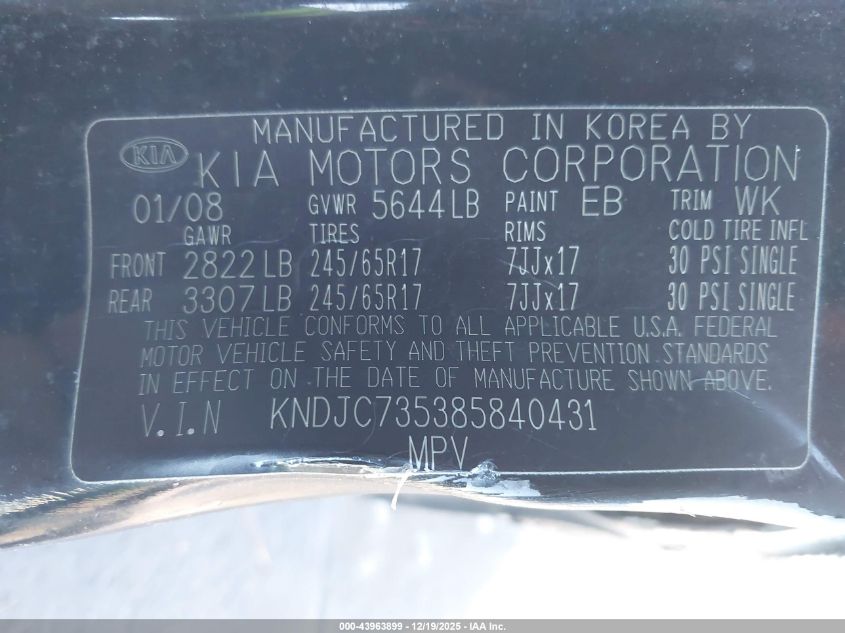 MANUFACTURED IN KOREA BY
KIA KIA MOTORS CORPORATION
01/08 GVWR 5644LB PAINT EB TRIM WK
GAWR TIRES RIMS COLD TIRE INFL
FRONT 2822LB 245/65R17 7JJx17 30 PSI SINGLE
REAR 3307LB 245/65R17 7JJx17 30 PSI SINGLE
THIS VEHICLE CONFORMS TO ALL APPLICABLE U.S.A. FEDERAL
MOTOR VEHICLE SAFETY AND THEFT PREVENTION STANDARDS
IN EFFECT ON THE DATE OF MANUFACTURE SHOWN ABOVE.
V.I.N KNDJC735385840431
MPV
000-43963899 - 12/19/2025 - IAA Inc.